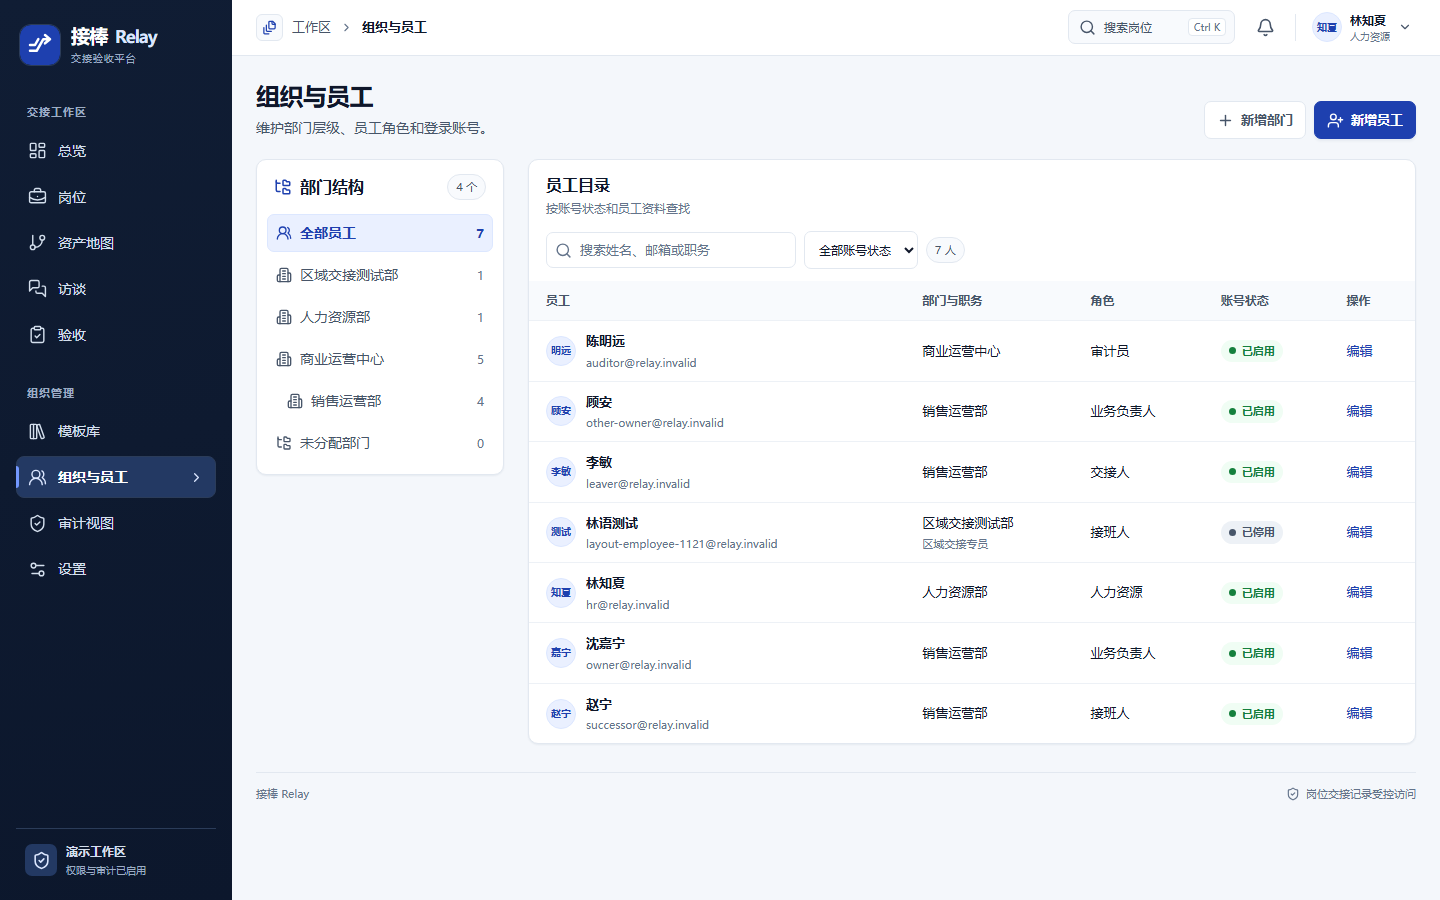 接棒 Relay
交接验收平台
交接工作区
总览
岗位
资产地图
访谈
验收
组织管理
模板库
组织与员工
审计视图
设置
演示工作区
权限与审计已启用
工作区 组织与员工
搜索岗位 Ctrl K
知夏 林知夏
人力资源
组织与员工
维护部门层级、员工角色和登录账号。
新增部门 新增员工
部门结构 4 个
全部员工 7
区域交接测试部 1
人力资源部 1
商业运营中心 5
销售运营部 4
未分配部门 0
员工目录
按账号状态和员工资料查找
搜索姓名、邮箱或职务 全部账号状态 7 人
员工 部门与职务 角色 账号状态 操作
明远 陈明远 商业运营中心 审计员 已启用 编辑
auditor@relay.invalid
顾安 顾安 销售运营部 业务负责人 已启用 编辑
other-owner@relay.invalid
李敏 李敏 销售运营部 交接人 已启用 编辑
leaver@relay.invalid
测试 林语测试 区域交接测试部 接班人 已停用 编辑
layout-employee-1121@relay.invalid 区域交接专员
知夏 林知夏 人力资源部 人力资源 已启用 编辑
hr@relay.invalid
嘉宁 沈嘉宁 销售运营部 业务负责人 已启用 编辑
owner@relay.invalid
赵宁 赵宁 销售运营部 接班人 已启用 编辑
successor@relay.invalid
接棒 Relay 岗位交接记录受控访问